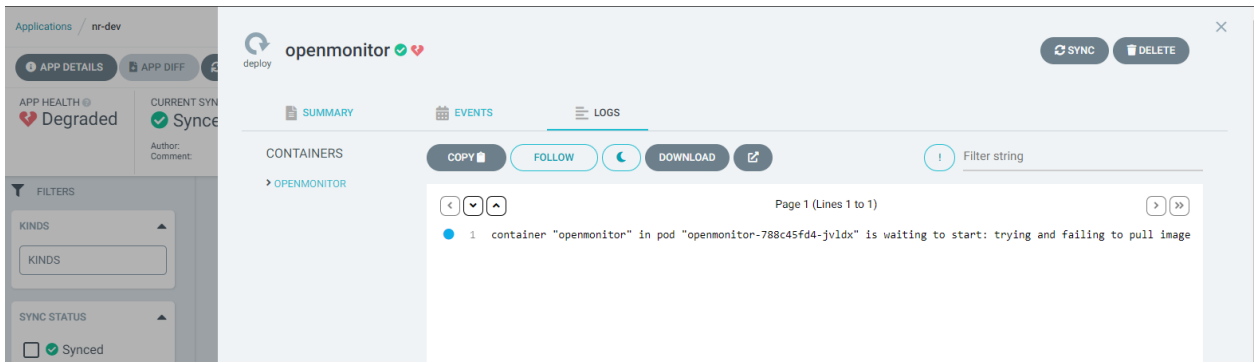 Applications / nr-dev
APP DETAILS
APP DIFF
APP HEALTH
Degraded
CURRENT SYN
Synce
Author:
Comment:
FILTERS
KINDS
KINDS
SYNC STATUS
Synced
deploy
openmonitor
SYNC
DELETE
SUMMARY
EVENTS
LOGS
CONTAINERS
OPENMONITOR
COPY
FOLLOW
DOWNLOAD
! Filter string
Page 1 (Lines 1 to 1)
1 container "openmonitor" in pod "openmonitor-788c45fd4-jvldx" is waiting to start: trying and failing to pull image